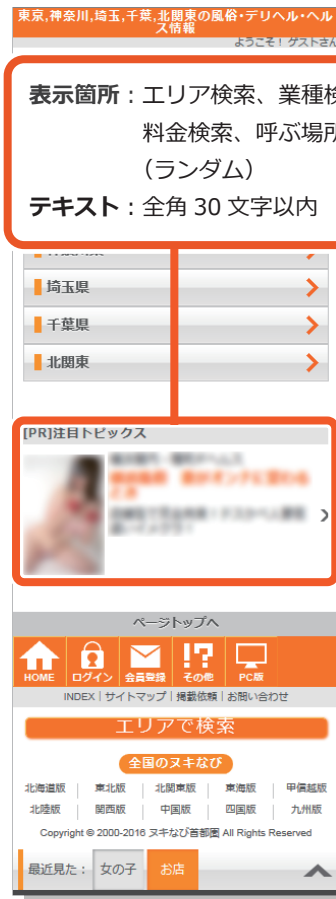 東京,神奈川,埼玉,千葉,北関東の風俗・デリヘル・ヘル
ス情報
ようこそ！ゲストさん
表示箇所：エリア検索、業種検
料金検索、呼ぶ場所
（ランダム）
テキスト：全角 30 文字以内
埼玉県
千葉県
北関東
[PR]注目トピックス
ページトップへ
HOME ログイン 会員登録 その他 PC版
INDEX｜サイトマップ｜掲載依頼｜お問い合わせ
エリアで検索
全国のヌキなび
北海道版 東北版 北関東版 東海版 甲信越版
北陸版 関西版 中国版 四国版 九州版
Copyright © 2000-2016 ヌキなび首都圏 All Rights Reserved
最近見た： 女の子 お店